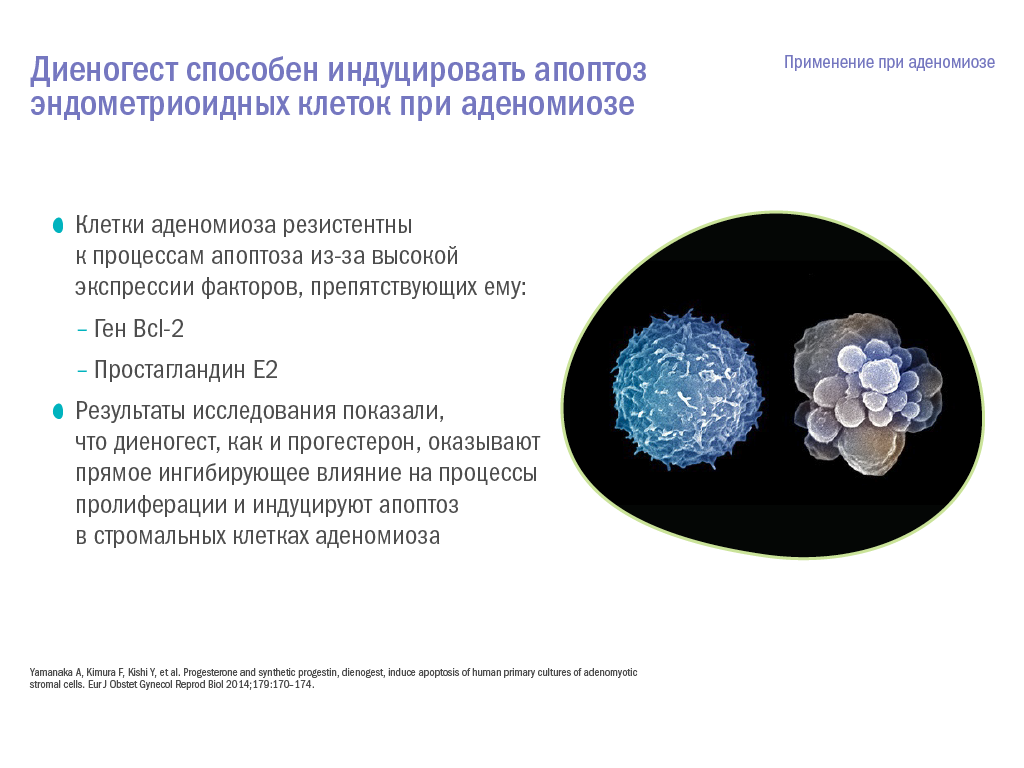 Диеногест способен индуцировать апоптоз
эндометриоидных клеток при аденомиозе
Применение при аденомиозе
Клетки аденомиоза резистентны
к процессам апоптоза из-за высокой
экспрессии факторов, препятствующих ему:
– Ген Bcl-2
– Простагландин Е2
Результаты исследования показали,
что диеногест, как и прогестерон, оказывают
прямое ингибирующее влияние на процессы
пролиферации и индуцируют апоптоз
в стромальных клетках аденомиоза
Yamanaka A, Kimura F, Kishi Y, et al. Progesterone and synthetic progestin, dienogest, induce apoptosis of human primary cultures of adenomyotic
stromal cells. Eur J Obstet Gynecol Reprod Biol 2014;179:170–174.